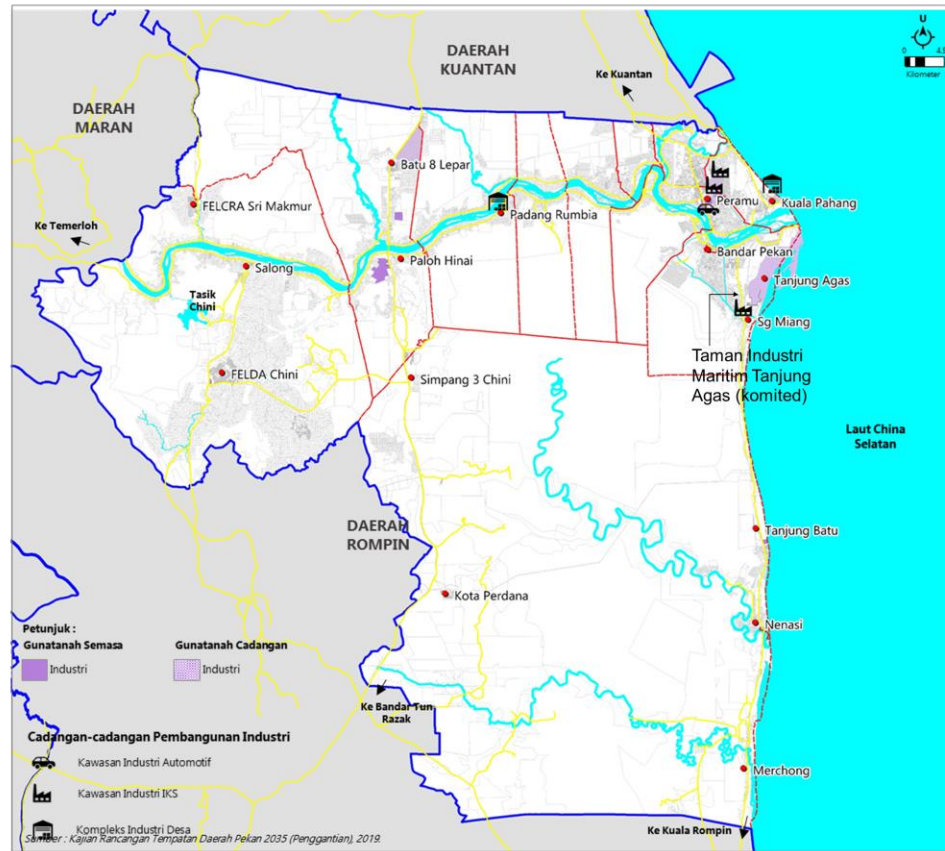 DAERAH
KUANTAN
U
0
Kilometer
Ke Kuantan
DAERAH
MARAN
Batu 8 Lepar
Peramu
FELCRA Sri Makmur
Kuala Pahang
Padang Rumbia
Ke Temerloh
Bandar Pekan
Paloh Hinai
Salong
Tanjung Agas
Tasik
Chini
Sg Miang
Taman Industri
Maritim Tanjung
Agas (komited)
FELDA Chini
Simpang 3 Chini
Laut China
Selatan
DAERAH
ROMPIN
Tanjung Batu
Kota Perdana
Nenasi
Petunjuk :
Gunatanah Semasa
Gunatanah Cadangan
Industri
Industri
Ke Bandar Tun
Razak
Cadangan-cadangan Pembangunan Industri
Kawasan Industri Automotif
Merchong
Kawasan Industri IKS
Kompleks Industri Desa
Ke Kuala Rompin
Sumber : Kajian Rancangan Tempatan Daerah Pekan 2035 (Penggantian), 2019.